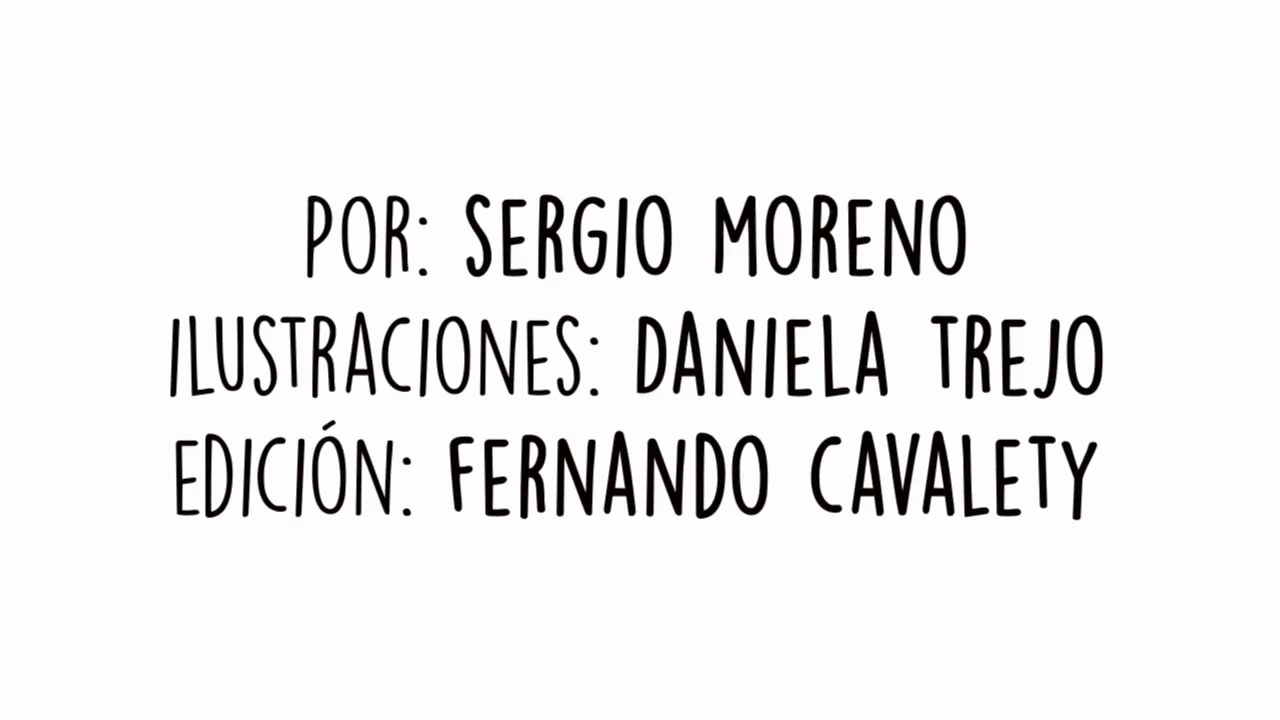 POR: SERGIO MORENO
ILUSTRACIONES: DANIELA TREJO
EDICIÓN: FERNANDO CAVALETY